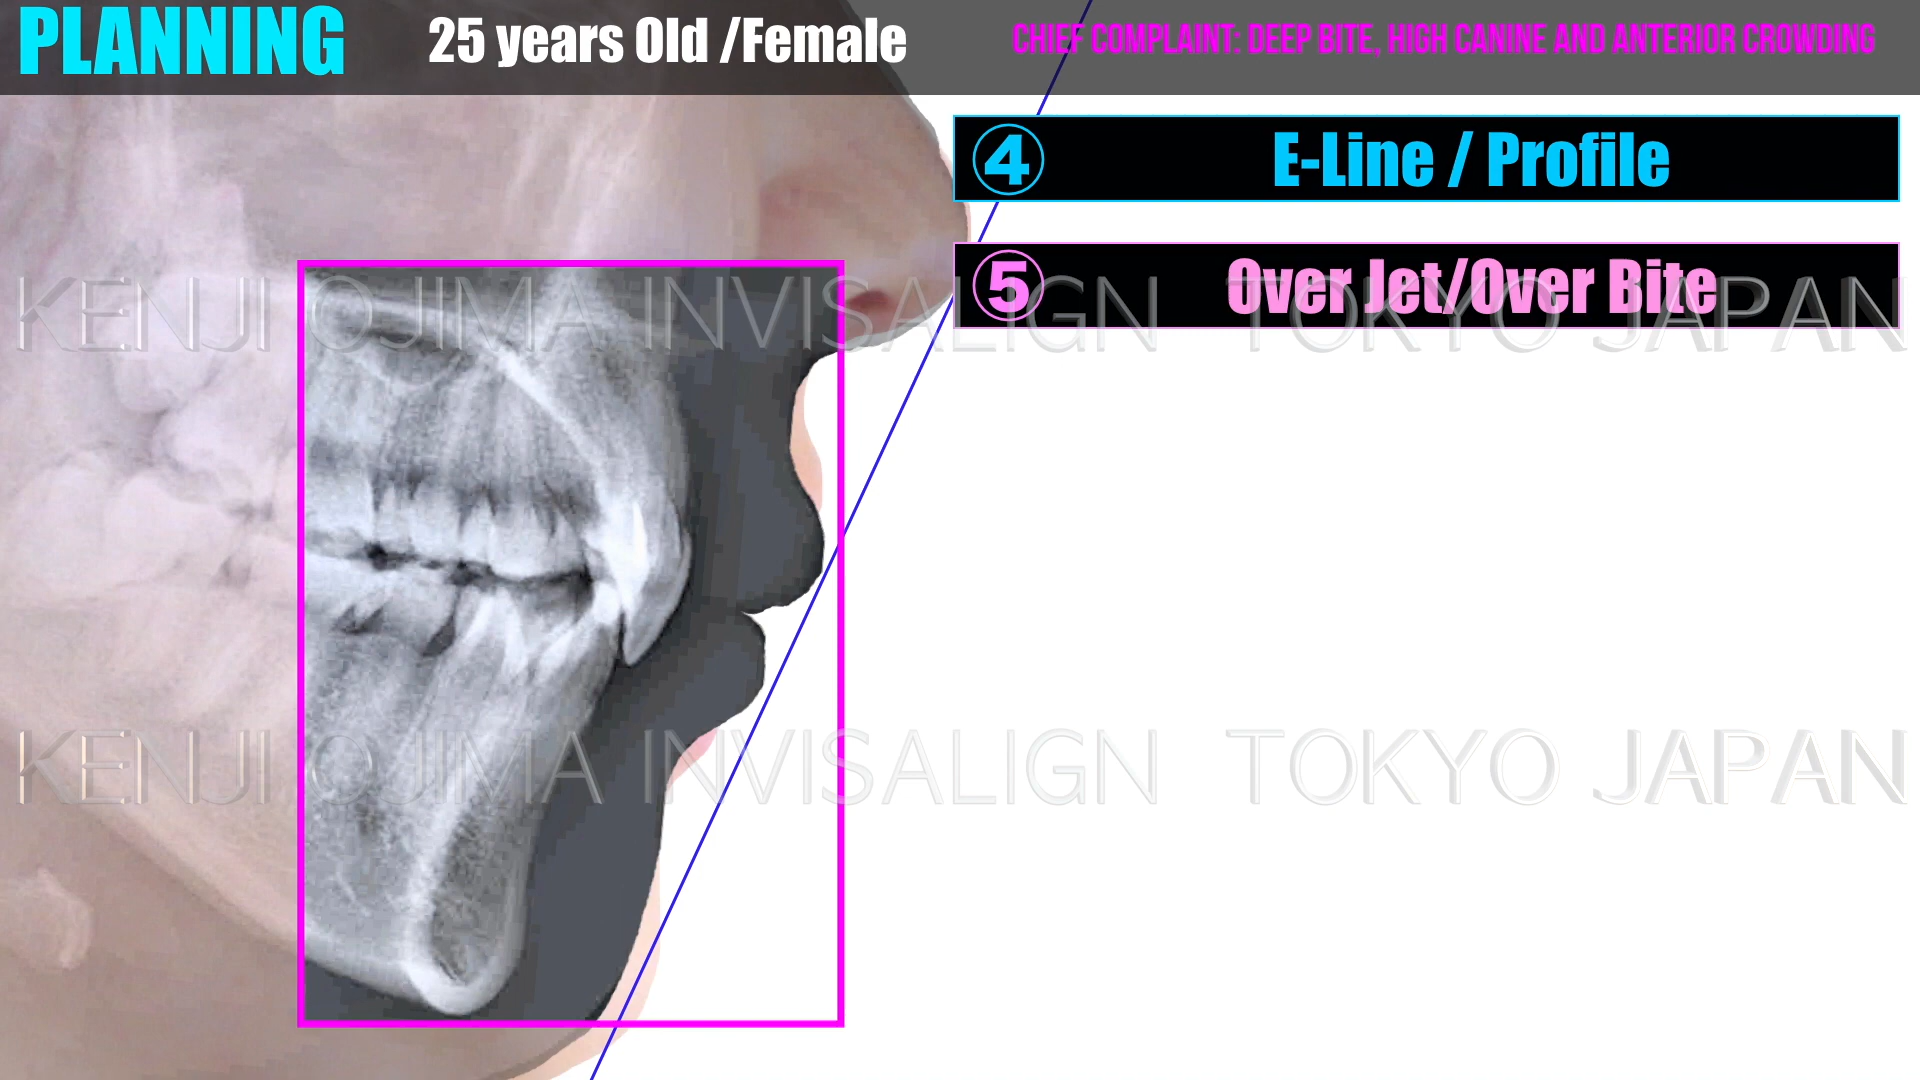 PLANNING
25 years Old /Female
CHIEF COMPLAINT: DEEP BITE, HIGH CANINE AND ANTERIOR CROWDING
④ E-Line / Profile
⑤ Over Jet/Over Bite
KENJI OJIMA INVISALIGN TOKYO JAPAN
KENJI OJIMA INVISALIGN TOKYO JAPAN